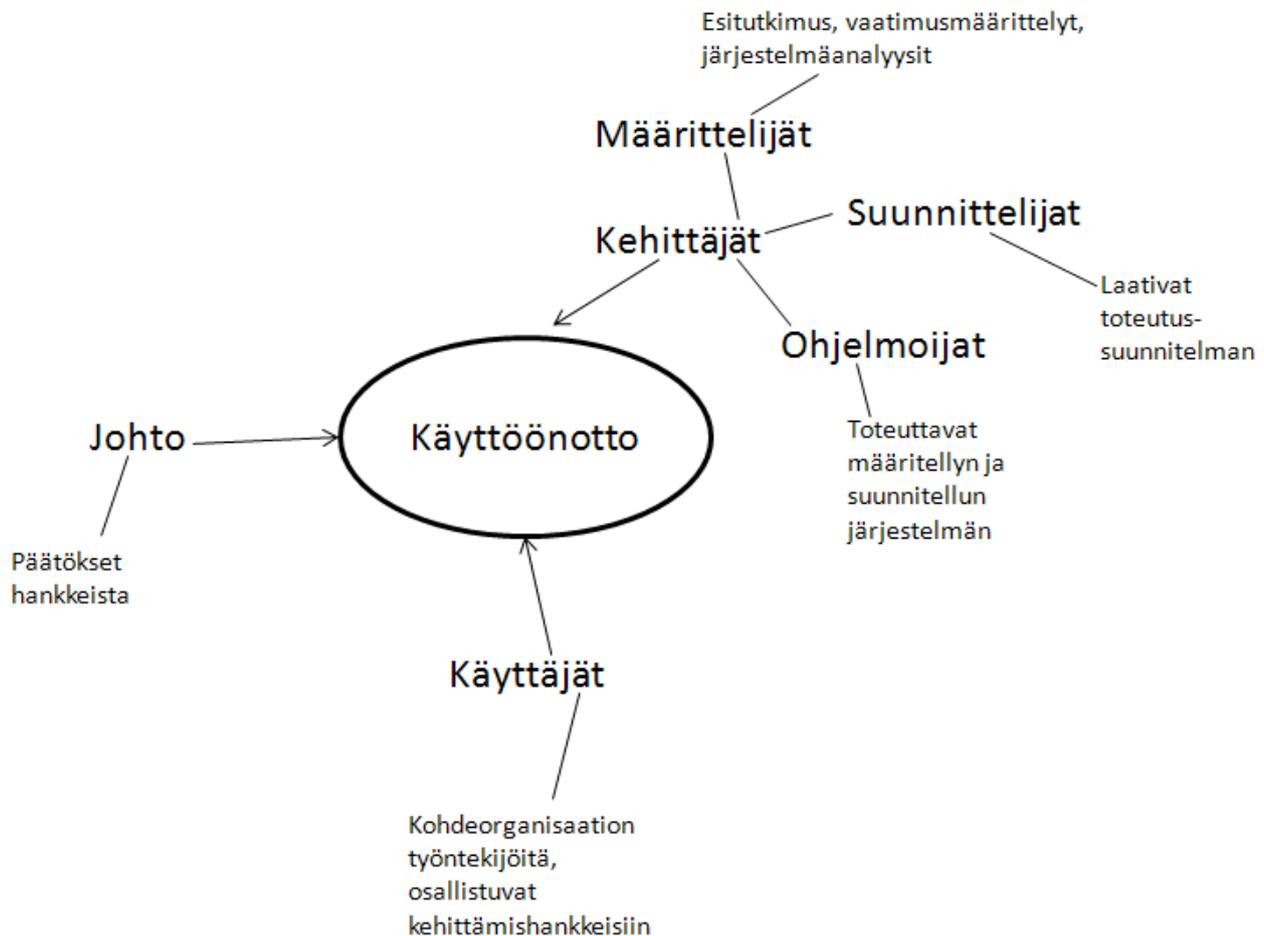 Esitutkimus, vaatimusmäärittelyt,
järjestelmäanalyysit
Määrittelijät
Suunnittelijat
Kehittäjät
Laativat
toteutus-
suunnitelman
Ohjelmoijat
Toteuttavat
määritellyn ja
suunnitellun
järjestelmän
Johto
Käyttöönotto
Päätökset
hankkeista
Käyttäjät
Kohdeorganisaation
työntekijöitä,
osallistuvat
kehittämishankkeisiin